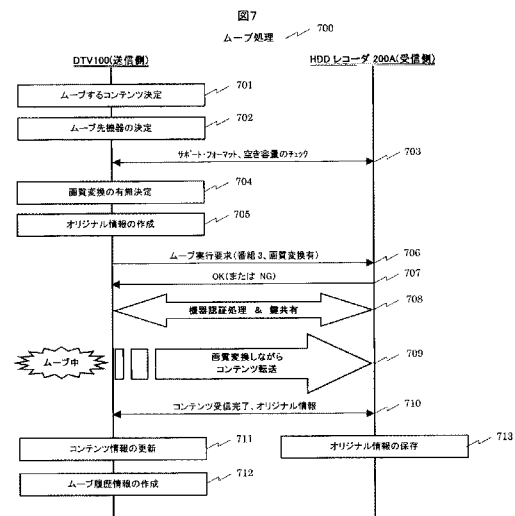 図7
ムーブ処理 700
DTV100(送信側)
HDD レコーダ 200A(受信側)
ムーブするコンテンツ決定 701
ムーブ先機器の決定 702
サポート・フォーマット、空き容量のチェック 703
画質変換の有無決定 704
オリジナル情報の作成 705
ムーブ実行要求(番組 3、画質変換有) 706
OK(または NG) 707
機器認証処理 & 鍵共有 708
ムーブ中
画質変換しながら
コンテンツ転送
709
コンテンツ受信完了、オリジナル情報 710
コンテンツ情報の更新 711
オリジナル情報の保存 713
ムーブ履歴情報の作成 712